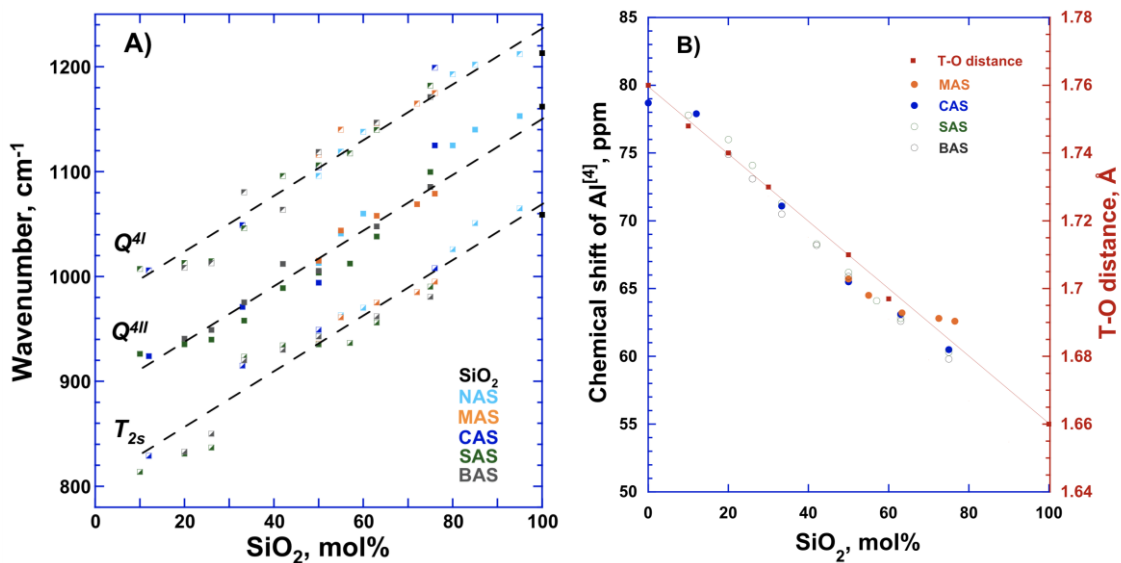 A)
1200
1100
1000
900
800
0
20
40
60
80
100
Wavenumber, cm⁻¹
SiO₂, mol%
Q⁴ᴵ
Q⁴ᴵᴵ
T₂ₛ
SiO₂
NAS
MAS
CAS
SAS
BAS
B)
85
80
75
70
65
60
55
50
0
20
40
60
80
100
Chemical shift of Al[⁴], ppm
SiO₂, mol%
T-O distance
MAS
CAS
SAS
BAS
1.78
1.76
1.74
1.72
1.7
1.68
1.66
1.64
T-O distance, Å